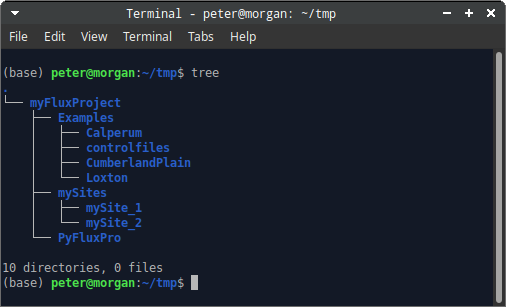 Terminal - peter@morgan: ~/tmp
File Edit View Terminal Tabs Help
(base) peter@morgan:~/tmp$ tree
.
└── myFluxProject
    ├── Examples
    │   ├── Calperum
    │   ├── controlfiles
    │   ├── CumberlandPlain
    │   └── Loxton
    ├── mySites
    │   ├── mySite_1
    │   └── mySite_2
    └── PyFluxPro
10 directories, 0 files
(base) peter@morgan:~/tmp$